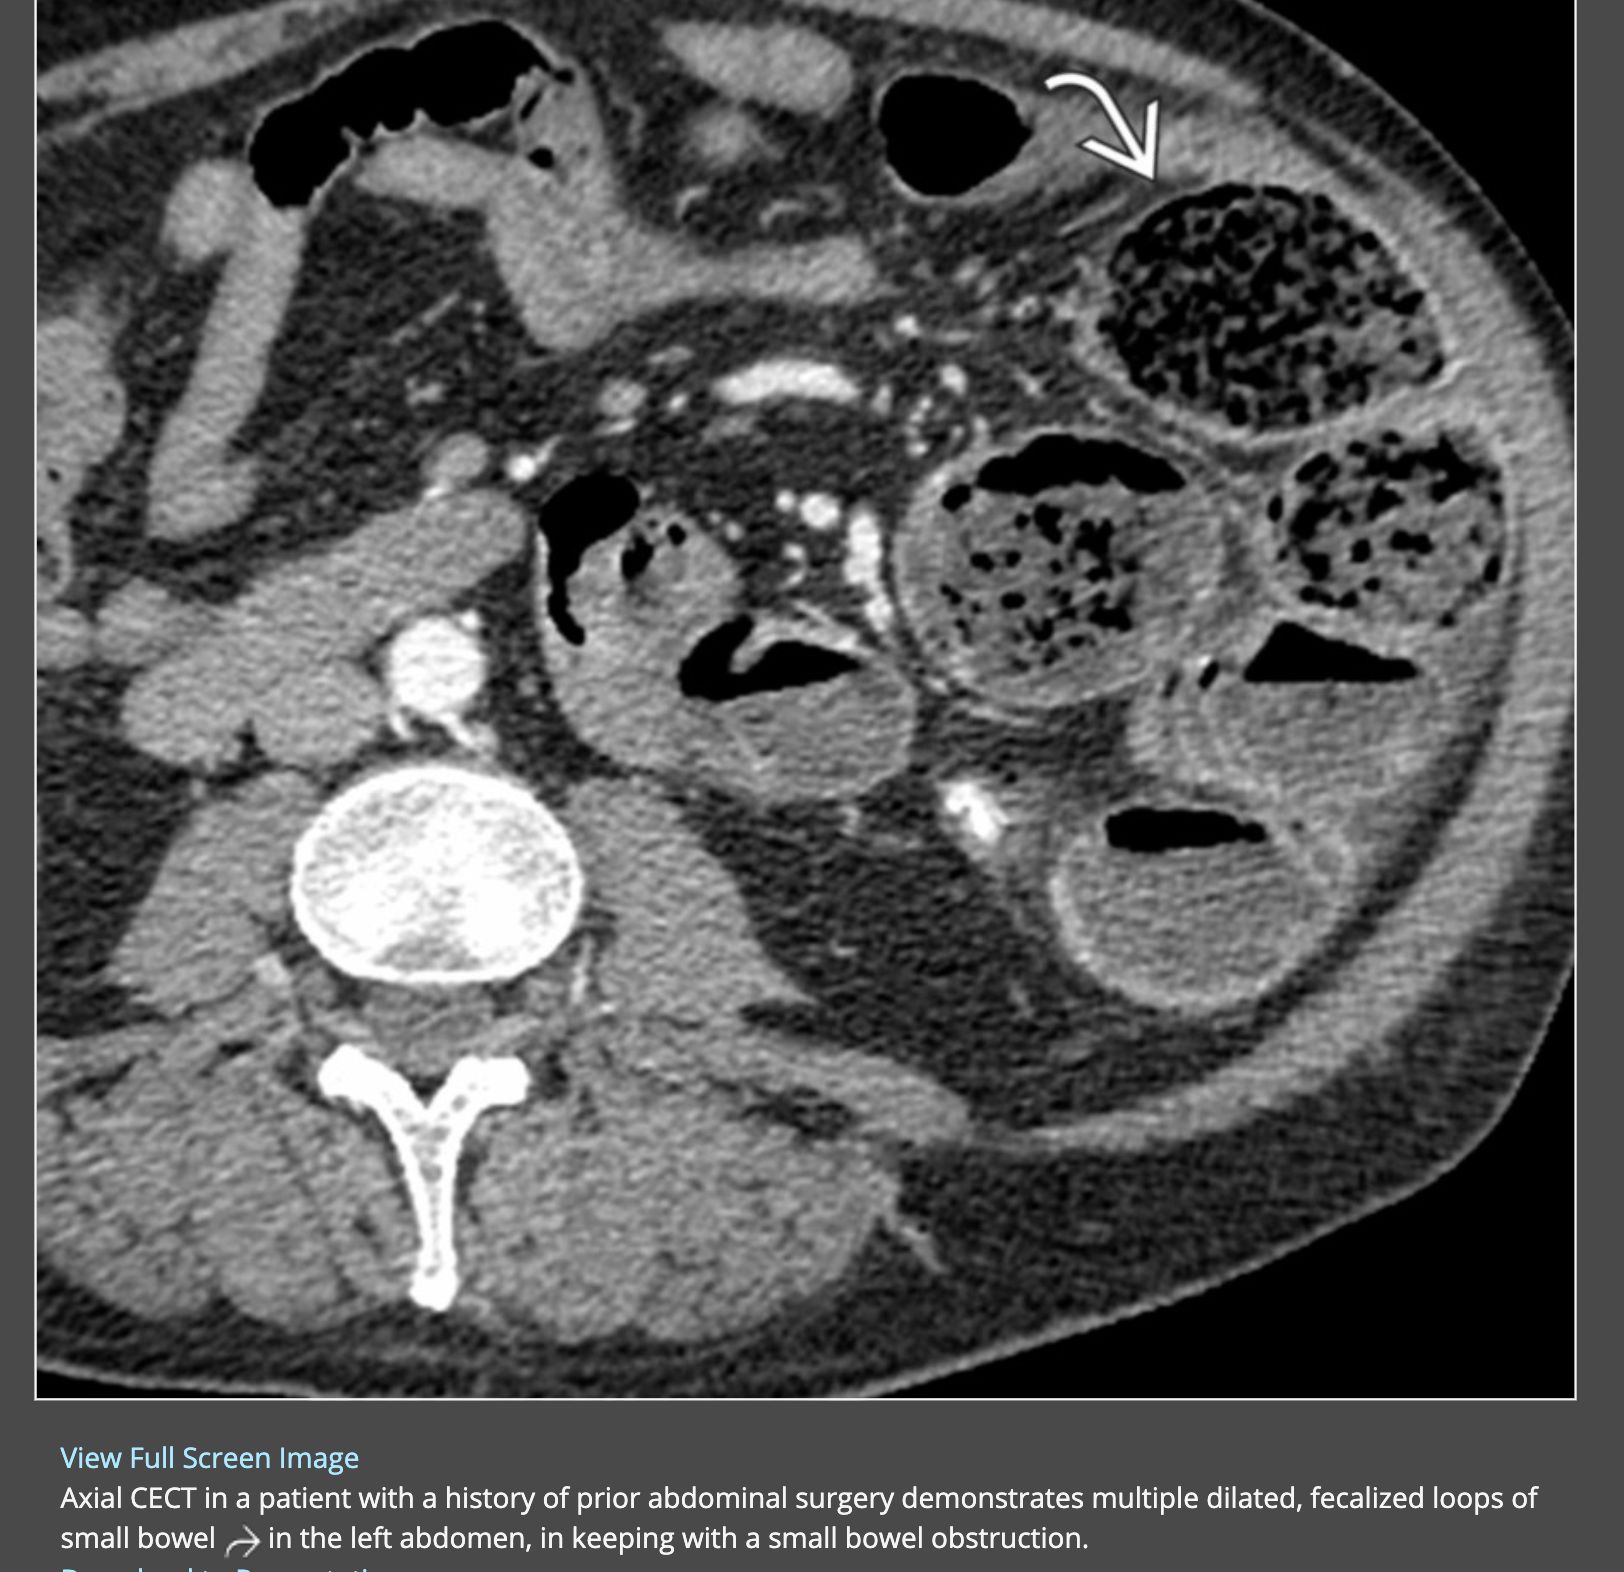 View Full Screen Image
Axial CECT in a patient with a history of prior abdominal surgery demonstrates multiple dilated, fecalized loops of
small bowel in the left abdomen, in keeping with a small bowel obstruction.